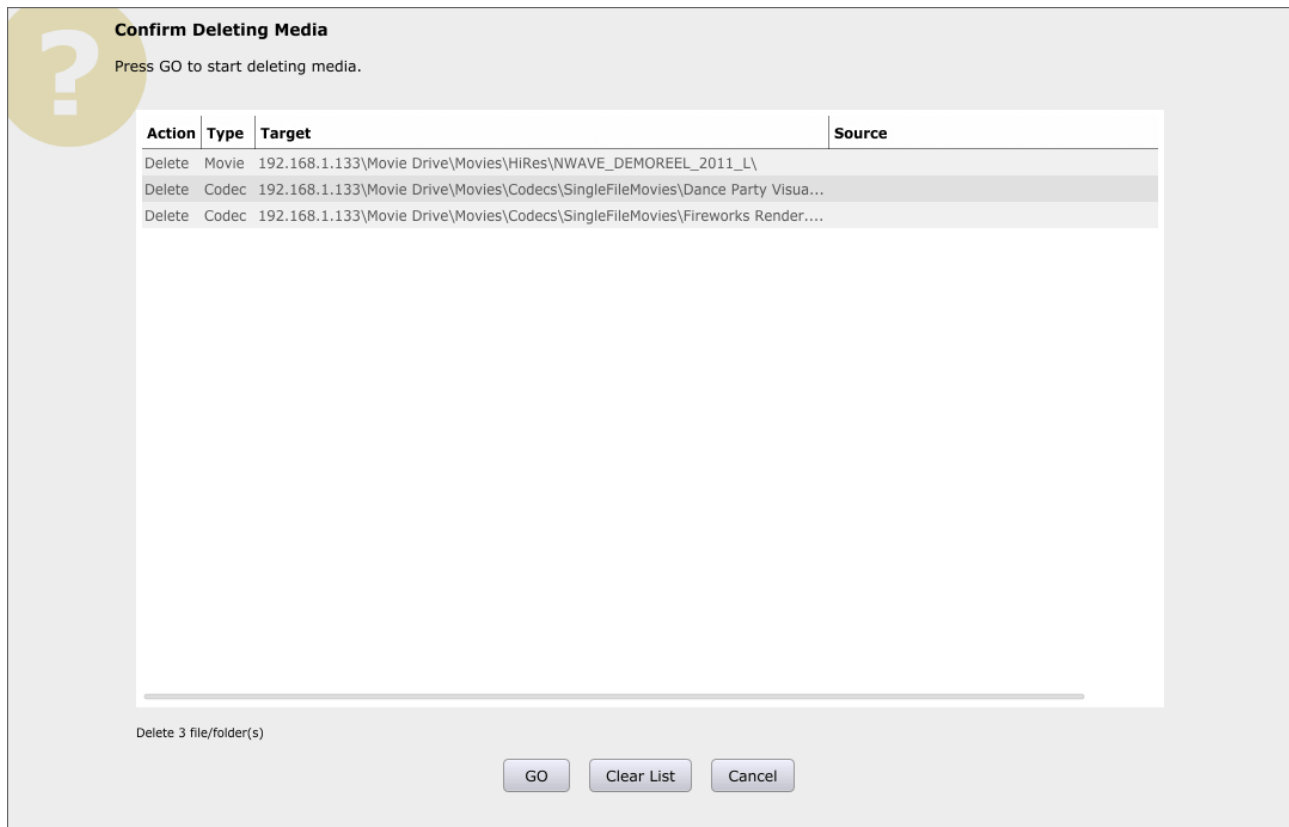 ?
Confirm Deleting Media
Press GO to start deleting media.
Action Type Target Source
Delete Movie 192.168.1.133\Movie Drive\Movies\HiRes\NWAVE_DEMOREEL_2011_L\
Delete Codec 192.168.1.133\Movie Drive\Movies\Codecs\SingleFileMovies\Dance Party Visua...
Delete Codec 192.168.1.133\Movie Drive\Movies\Codecs\SingleFileMovies\Fireworks Render....
Delete 3 file/folder(s)
GO Clear List Cancel